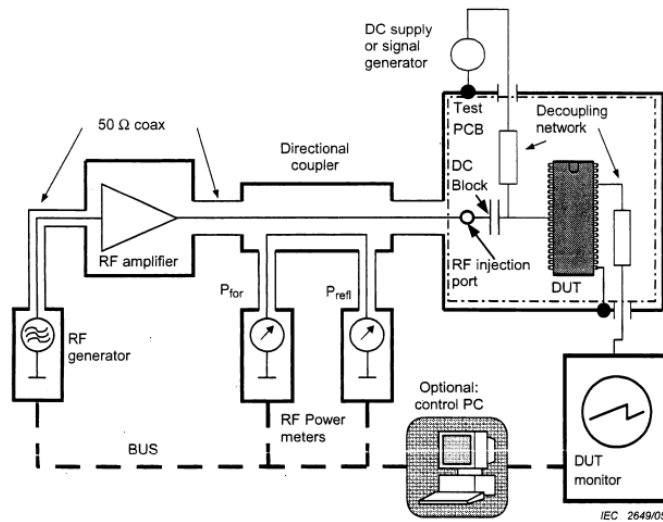 DC supply
or signal
generator
Test
PCB
Decoupling
network
50 Ω coax
Directional
coupler
DC
Block
RF amplifier
RF injection
port
DUT
Pfor
Prefl
RF
generator
Optional:
control PC
RF Power
meters
BUS
DUT
monitor
IEC 2649/05